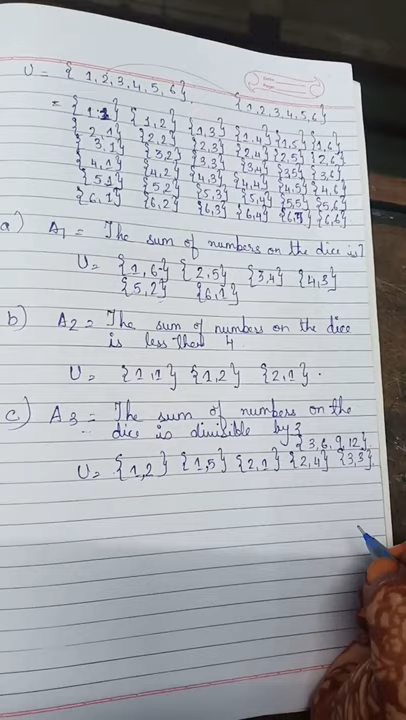 U = { 1, 2, 3, 4, 5, 6 }. { 1, 2, 3, 4, 5, 6 }
= { 1, 1 } { 1, 2 } { 1, 3 } { 1, 4 } { 1, 5 } { 1, 6 }
{ 2, 1 } { 2, 2 } { 2, 3 } { 2, 4 } { 2, 5 } { 2, 6 }
{ 3, 1 } { 3, 2 } { 3, 3 } { 3, 4 } { 3, 5 } { 3, 6 }
{ 4, 1 } { 4, 2 } { 4, 3 } { 4, 4 } { 4, 5 } { 4, 6 }
{ 5, 1 } { 5, 2 } { 5, 3 } { 5, 4 } { 5, 5 } { 5, 6 }
{ 6, 1 } { 6, 2 } { 6, 3 } { 6, 4 } { 6, 5 } { 6, 6 }
a) A1 = The sum of numbers on the dice is 7
U = { 1, 6 } { 2, 5 } { 3, 4 } { 4, 3 }
{ 5, 2 } { 6, 1 }
b) A2 = The sum of numbers on the dice
is less then 4
U = { 1, 1 } { 1, 2 } { 2, 1 } .
c) A3 = The sum of numbers on the
dice is divisible by 3
{ 3, 6, 9, 12 }
U = { 1, 2 } { 1, 5 } { 2, 1 } { 2, 4 } { 3, 3 },